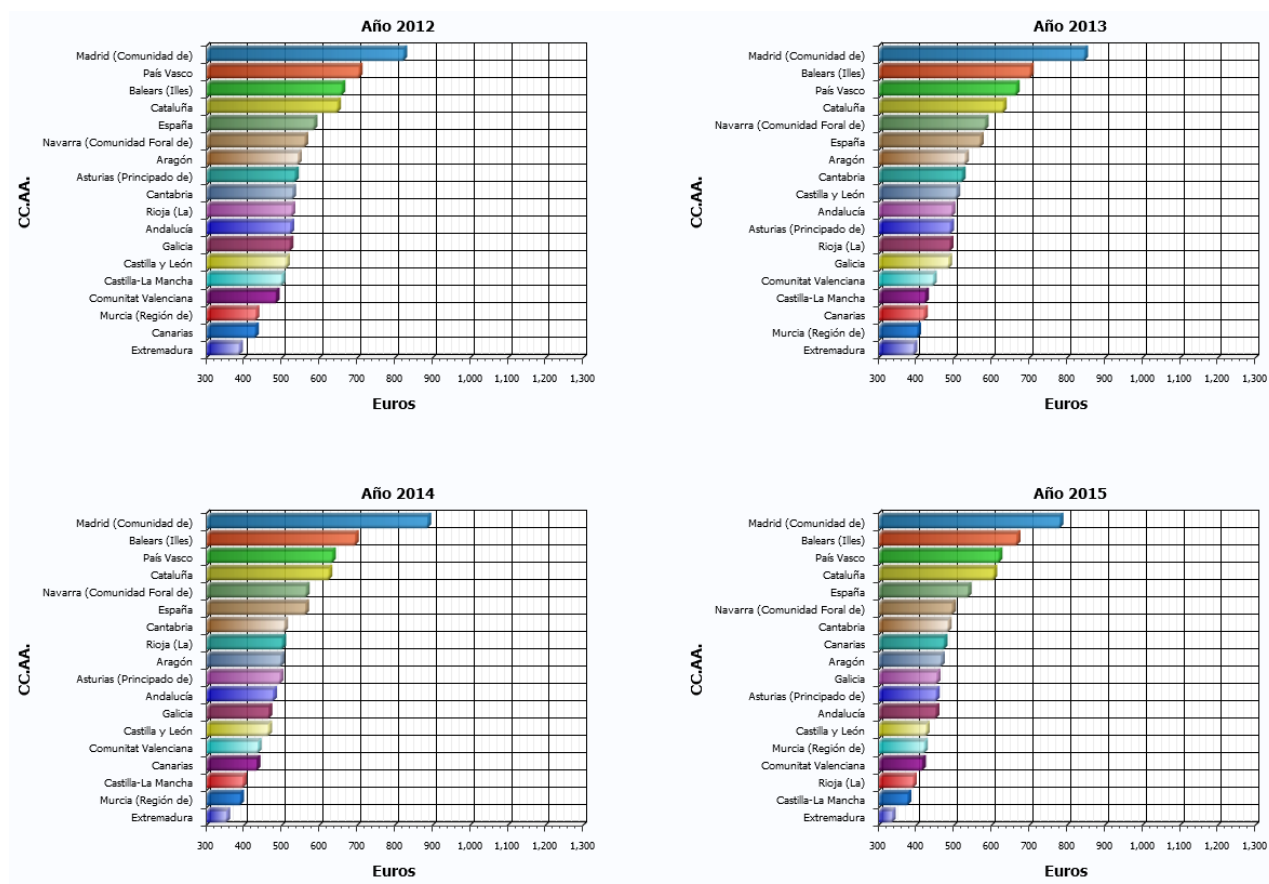 Año 2012
CC.AA.
Madrid (Comunidad de)
País Vasco
Balears (Illes)
Cataluña
España
Navarra (Comunidad Foral de)
Aragón
Asturias (Principado de)
Cantabria
Rioja (La)
Andalucía
Galicia
Castilla y León
Castilla-La Mancha
Comunitat Valenciana
Murcia (Región de)
Canarias
Extremadura
300 400 500 600 700 800 900 1,000 1,100 1,200 1,300
Euros
Año 2013
CC.AA.
Madrid (Comunidad de)
Balears (Illes)
País Vasco
Cataluña
Navarra (Comunidad Foral de)
España
Aragón
Cantabria
Castilla y León
Andalucía
Asturias (Principado de)
Rioja (La)
Galicia
Comunitat Valenciana
Castilla-La Mancha
Canarias
Murcia (Región de)
Extremadura
300 400 500 600 700 800 900 1,000 1,100 1,200 1,300
Euros
Año 2014
CC.AA.
Madrid (Comunidad de)
Balears (Illes)
País Vasco
Cataluña
Navarra (Comunidad Foral de)
España
Cantabria
Rioja (La)
Aragón
Asturias (Principado de)
Andalucía
Galicia
Castilla y León
Comunitat Valenciana
Canarias
Castilla-La Mancha
Murcia (Región de)
Extremadura
300 400 500 600 700 800 900 1,000 1,100 1,200 1,300
Euros
Año 2015
CC.AA.
Madrid (Comunidad de)
Balears (Illes)
País Vasco
Cataluña
España
Navarra (Comunidad Foral de)
Cantabria
Canarias
Aragón
Galicia
Asturias (Principado de)
Andalucía
Castilla y León
Murcia (Región de)
Comunitat Valenciana
Rioja (La)
Castilla-La Mancha
Extremadura
300 400 500 600 700 800 900 1,000 1,100 1,200 1,300
Euros